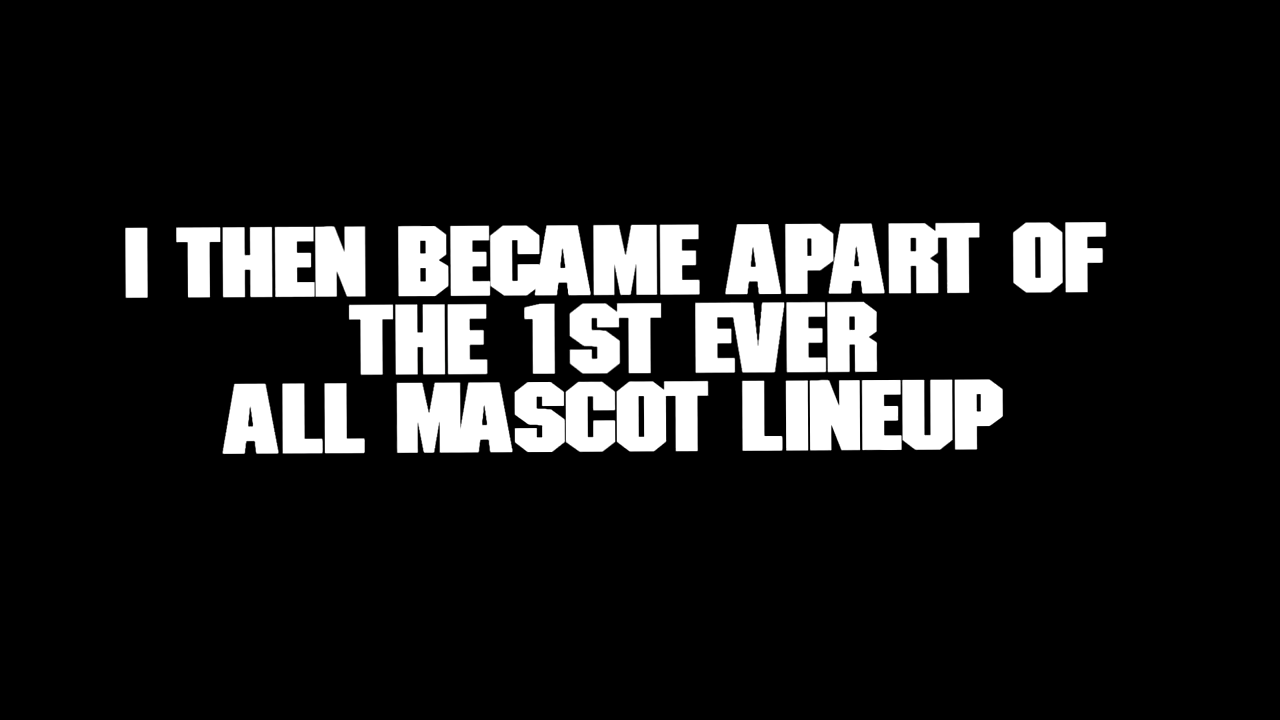 I THEN BECAME APART OF
THE 1ST EVER
ALL MASCOT LINEUP